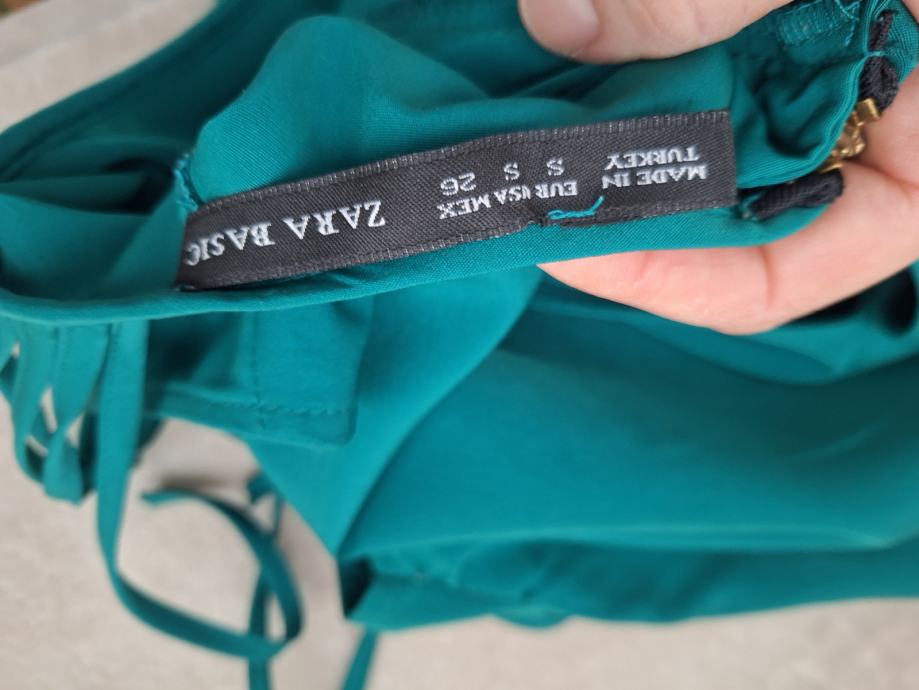 ZARA BASIC
EUR USA MEX
S S 26
MADE IN
TURKEY